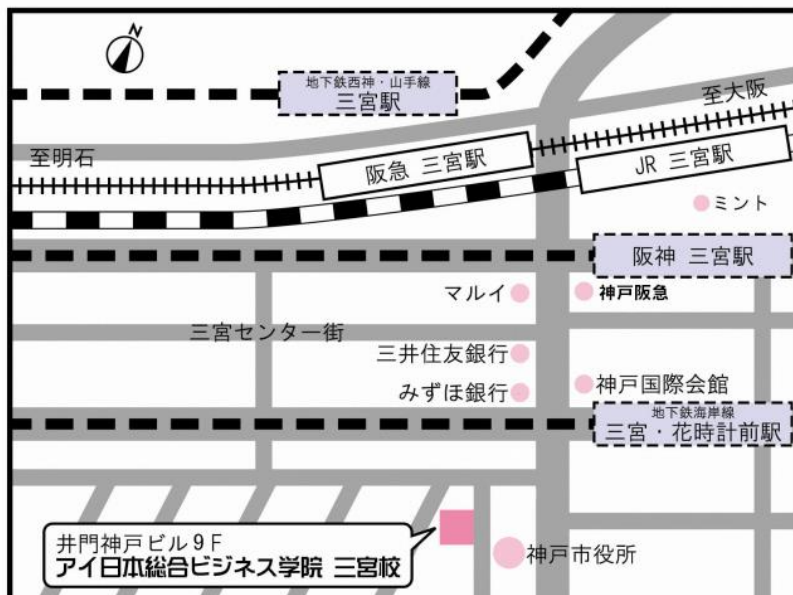 N
地下鉄西神・山手線
三宮駅
至大阪
至明石
阪急 三宮駅
JR 三宮駅
ミント
阪神 三宮駅
マルイ
神戸阪急
三宮センター街
三井住友銀行
みずほ銀行
神戸国際会館
地下鉄海岸線
三宮・花時計前駅
井門神戸ビル9F
アイ日本総合ビジネス学院 三宮校
神戸市役所